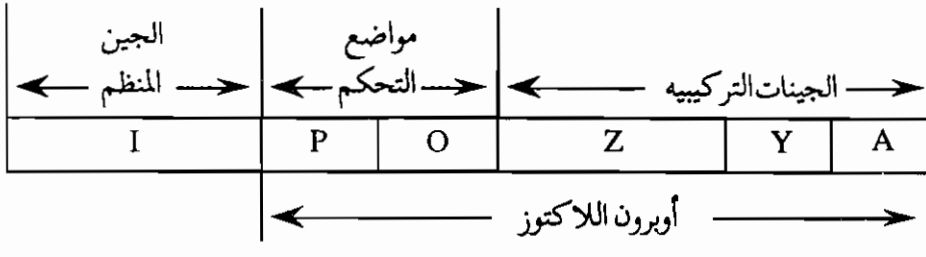 الجين
المنظم
مواضع
التحكم
الجينات التركيبيه
I P O Z Y A
أوبرون اللاكتوز